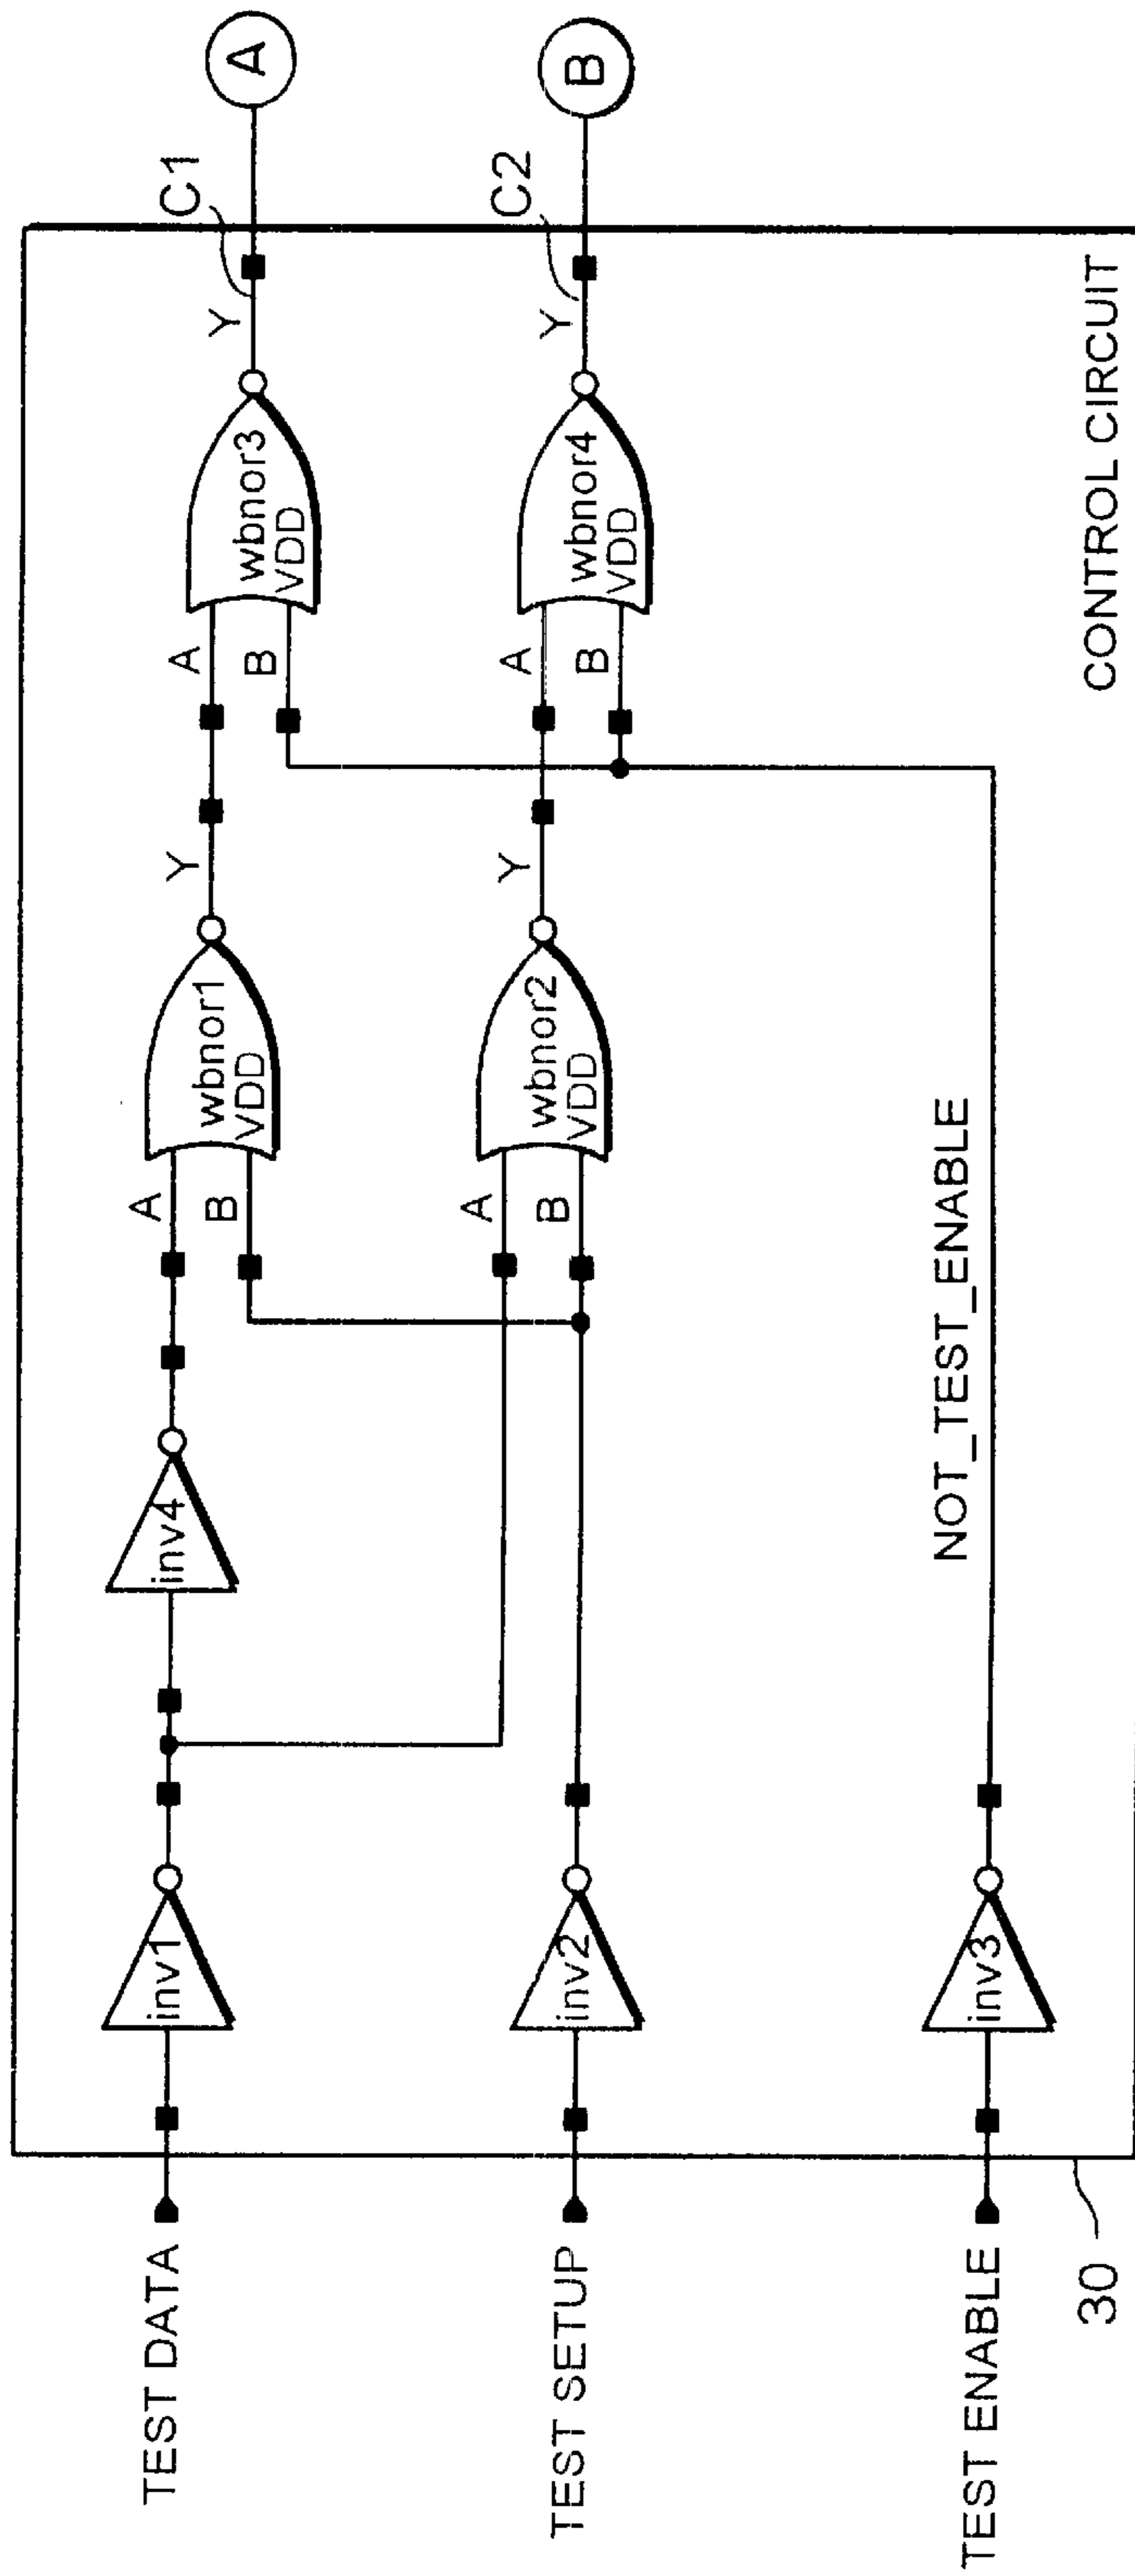 TEST DATA
TEST SETUP
TEST ENABLE
30
inv1
inv2
inv3
inv4
A
B
wbnor1
VDD
Y
A
B
wbnor2
VDD
Y
NOT_TEST_ENABLE
A
B
wbnor3
VDD
Y
C1
A
A
B
wbnor4
VDD
Y
C2
B
CONTROL CIRCUIT